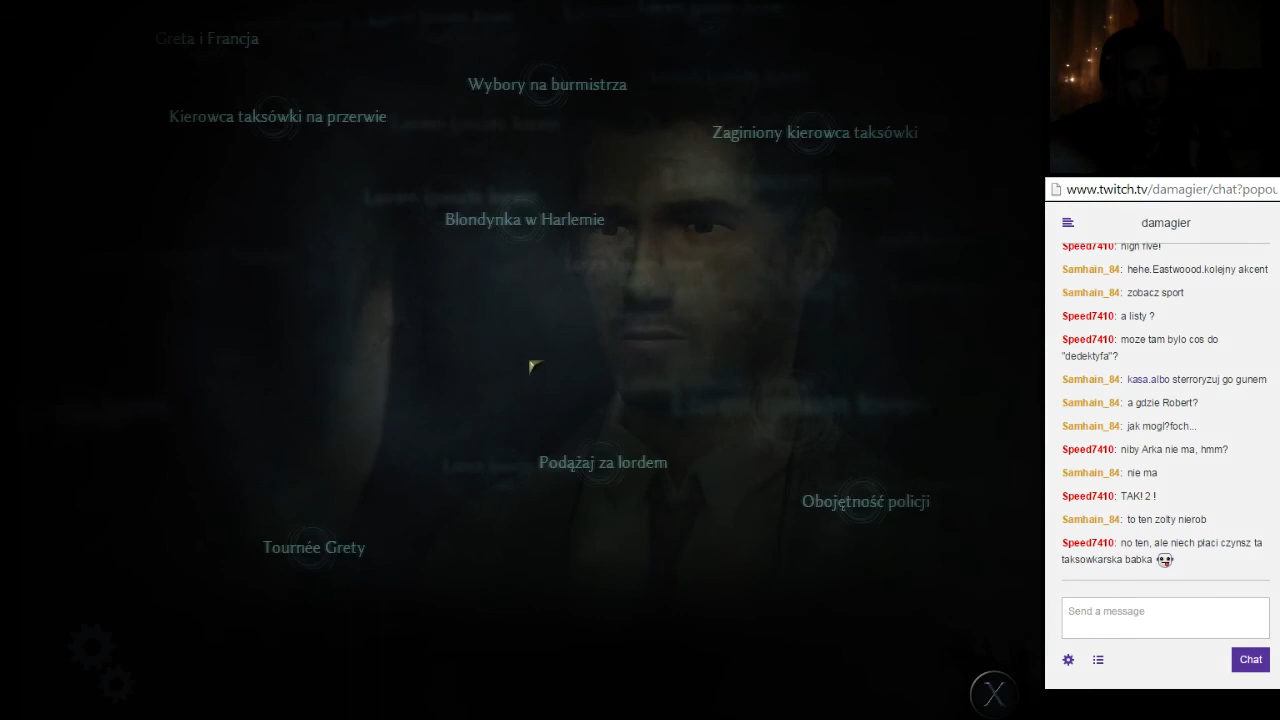 Greta i Francja
Wybory na burmistrza
Kierowca taksówki na przerwie
Zaginiony kierowca taksówki
Blondynka w Harlemie
Podążaj za lordem
Obojętność policji
Tournée Grety
X
www.twitch.tv/damagier/chat?popou
damagier
Speed7410: high five!
Samhain_84: hehe.Eastwoood.kolejny akcent
Samhain_84: zobacz sport
Speed7410: a listy ?
Speed7410: moze tam bylo cos do
"dedektyfa"?
Samhain_84: kasa.albo sterroryzuj go gunem
Samhain_84: a gdzie Robert?
Samhain_84: jak mogl?foch...
Speed7410: niby Arka nie ma, hmm?
Samhain_84: nie ma
Speed7410: TAK! 2 !
Samhain_84: to ten zolty nierob
Speed7410: no ten, ale niech płaci czynsz ta
taksowkarska babka
Send a message
Chat